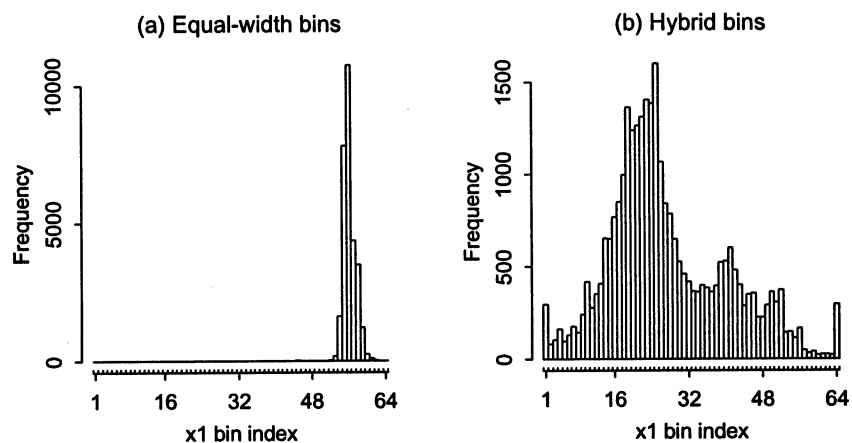 (a) Equal-width bins
Frequency
10000
5000
0
1 16 32 48 64
x1 bin index
(b) Hybrid bins
Frequency
1500
1000
500
0
1 16 32 48 64
x1 bin index